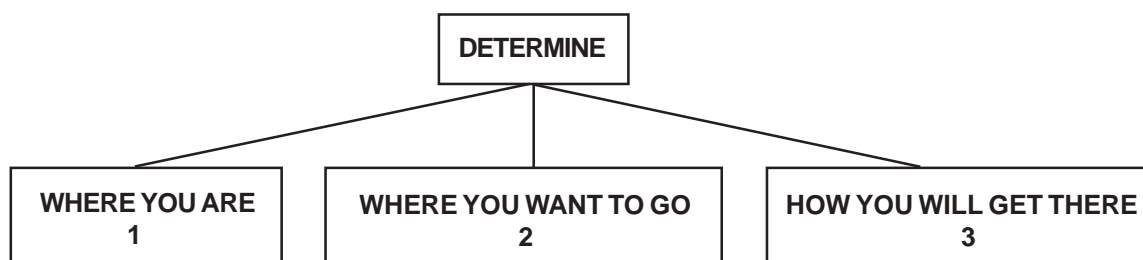 DETERMINE
WHERE YOU ARE
1
WHERE YOU WANT TO GO
2
HOW YOU WILL GET THERE
3